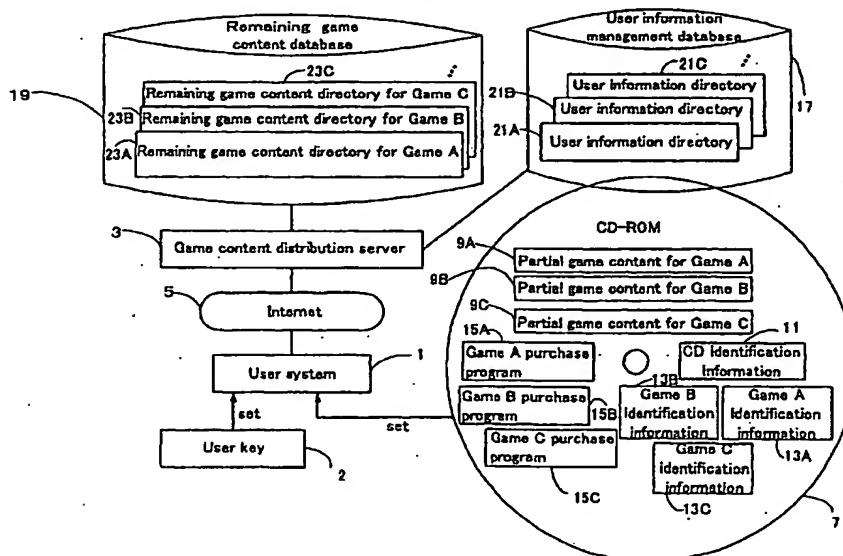 Remaining game
content database
23C
Remaining game content directory for Game C
23B
Remaining game content directory for Game B
23A
Remaining game content directory for Game A
19
User information
management database
21C
User information directory
21B
User information directory
21A
User information directory
17
3
Game content distribution server
5
Internet
1
User system
set
User key
2
set
CD-ROM
9A
Partial game content for Game A
9B
Partial game content for Game B
9C
Partial game content for Game C
15A
Game A purchase
program
11
CD Identification
Information
Game B purchase
program
15B
13B
Game B
Identification
information
Game A
Identification
information
13A
Game C purchase
program
15C
Game C
identification
information
13C
7